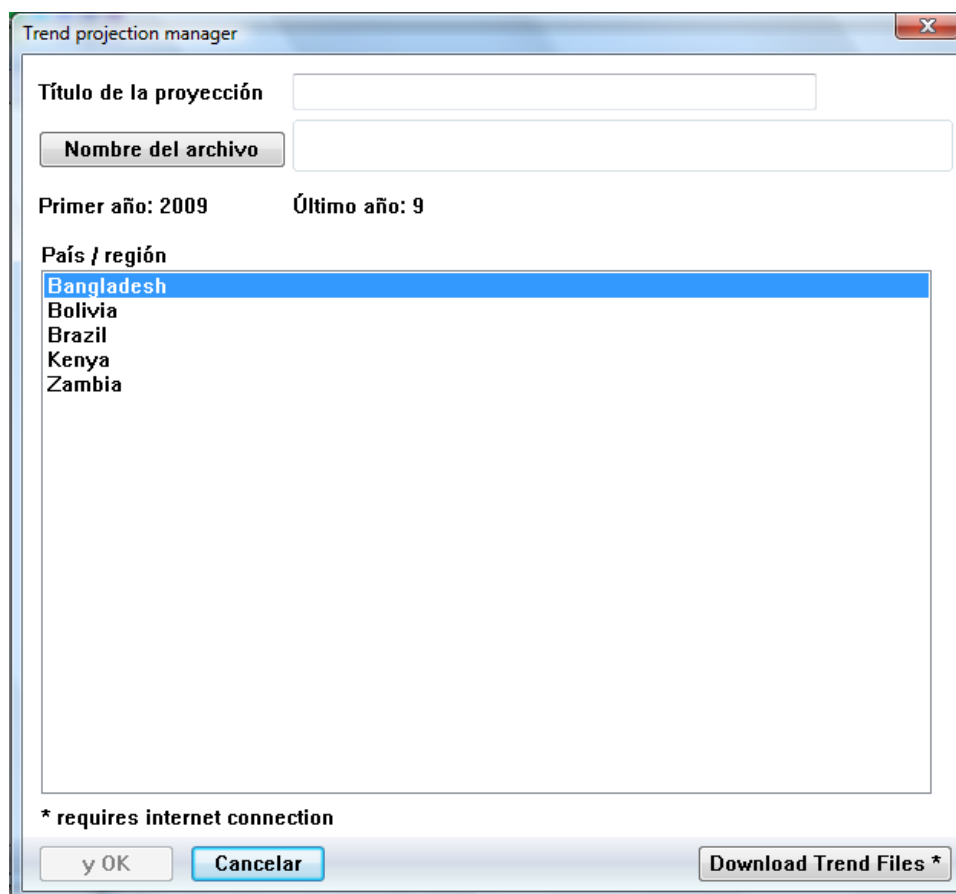 Trend projection manager
Título de la proyección
Nombre del archivo
Primer año: 2009 Último año: 9
País / región
Bangladesh
Bolivia
Brazil
Kenya
Zambia
* requires internet connection
y OK Cancelar Download Trend Files *